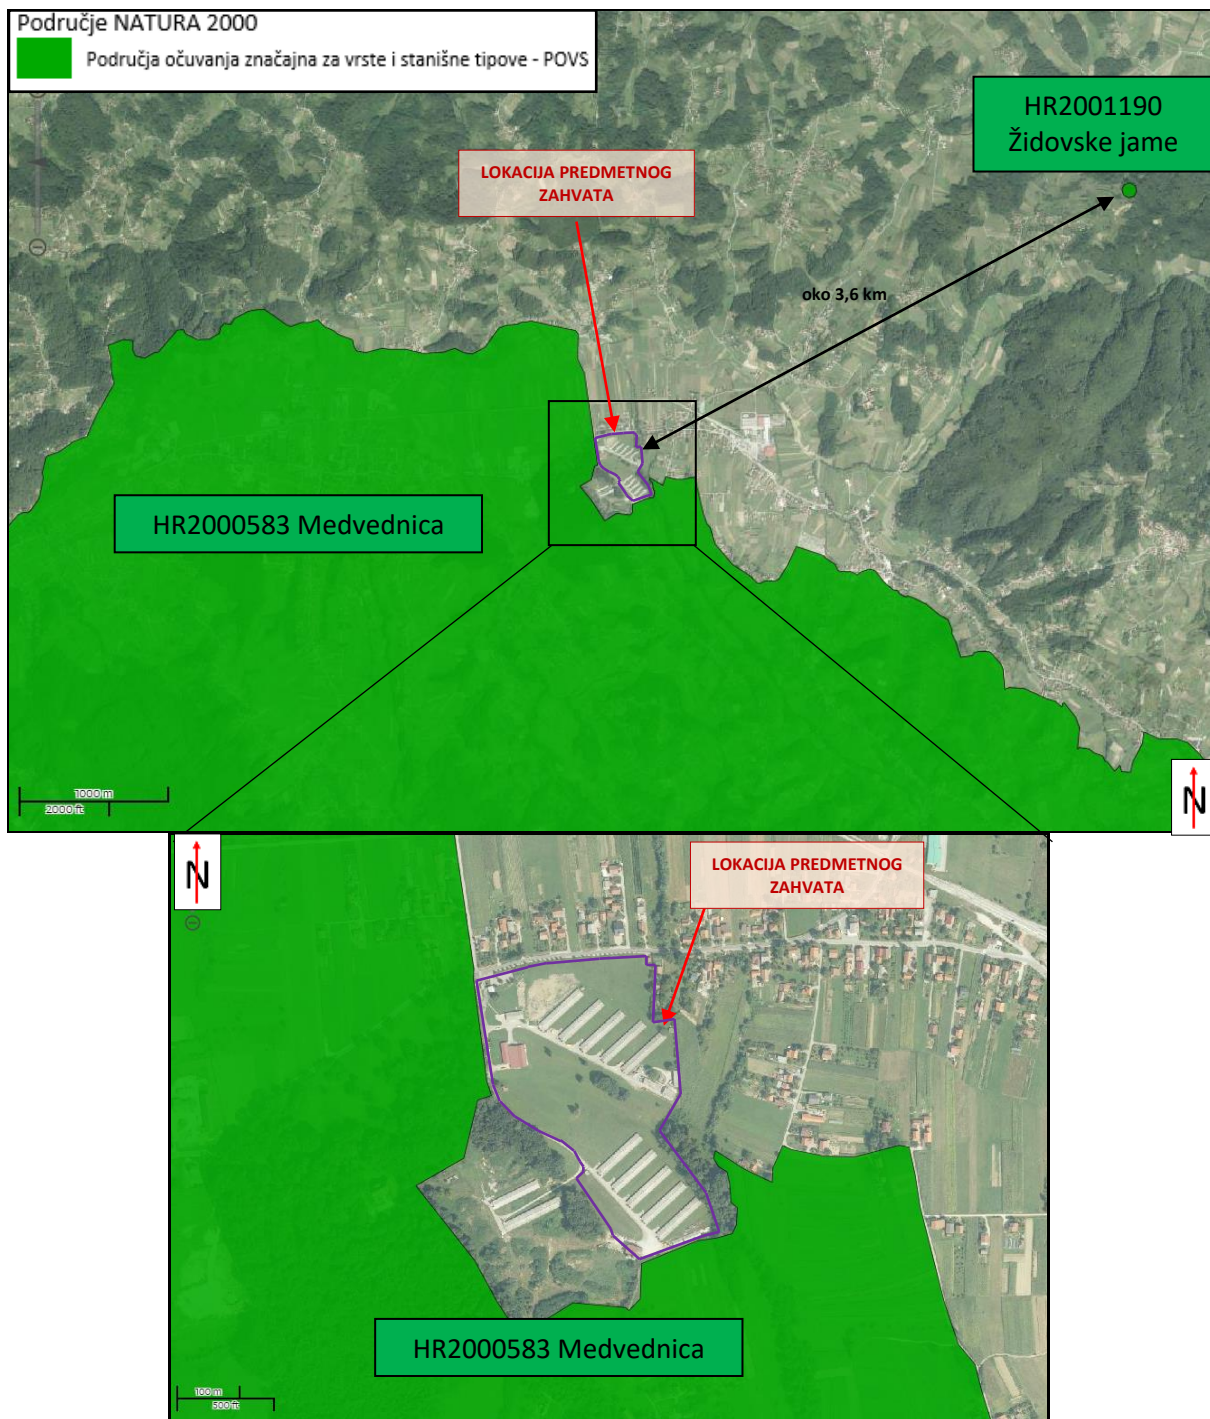 Područje NATURA 2000
Područja očuvanja značajna za vrste i stanišne tipove - POVS
HR2001190
Židovske jame
LOKACIJA PREDMETNOG
ZAHVATA
oko 3,6 km
HR2000583 Medvednica
1000 m
2000 ft
N
N
LOKACIJA PREDMETNOG
ZAHVATA
HR2000583 Medvednica
100 m
500 ft